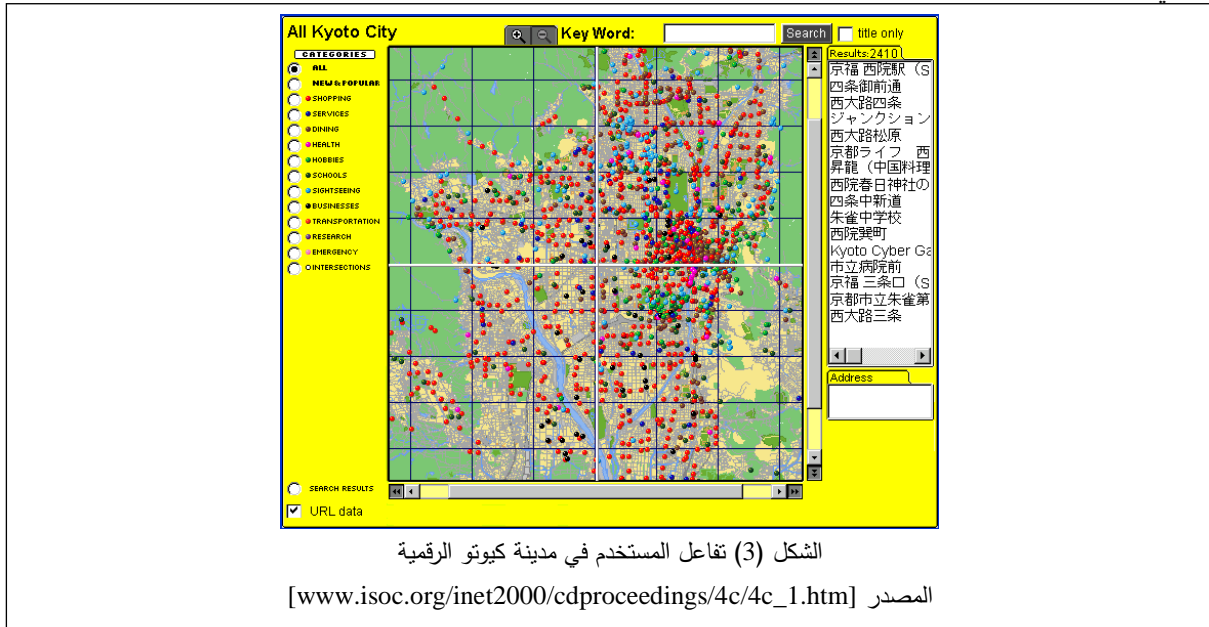 All Kyoto City
Key Word:
Search
title only
CATEGORIES
ALL
NEW & POPULAR
SHOPPING
SERVICES
DINING
HEALTH
HOBBIES
SCHOOLS
SIGHTSEEING
BUSINESSES
TRANSPORTATION
RESEARCH
EMERGENCY
INTERSECTIONS
SEARCH RESULTS
URL data
Results:2410
京福 西院駅 (S
四条御前通
西大路四条
ジャンクション
西大路松原
京都ライフ 西
昇龍 (中国料理
西院春日神社の
四条中新道
朱雀中学校
西院巽町
Kyoto Cyber Ga
市立病院前
京福 三条口 (S
京都市立朱雀第
西大路三条
Address
الشكل (3) تفاعل المستخدم في مدينة كيوتو الرقمية
المصدر [www.isoc.org/inet2000/cdproceedings/4c/4c_1.htm]